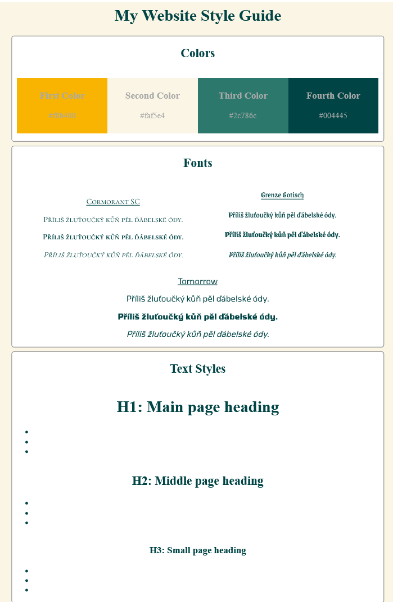 My Website Style Guide
Colors
First Color
Second Color
Third Color
Fourth Color
#faf5e4
#2c786c
#004445
Fonts
Cormorant SC
Příliš žluťoučký kůň pěl ďábelské ódy.
Příliš žluťoučký kůň pěl ďábelské ódy.
Příliš žluťoučký kůň pěl ďábelské ódy.
Grenze Gotisch
Příliš žluťoučký kůň pěl ďábelské ódy.
Příliš žluťoučký kůň pěl ďábelské ódy.
Příliš žluťoučký kůň pěl ďábelské ódy.
Tomorrow
Příliš žluťoučký kůň pěl ďábelské ódy.
Příliš žluťoučký kůň pěl ďábelské ódy.
Příliš žluťoučký kůň pěl ďábelské ódy.
Text Styles
H1: Main page heading
H2: Middle page heading
H3: Small page heading